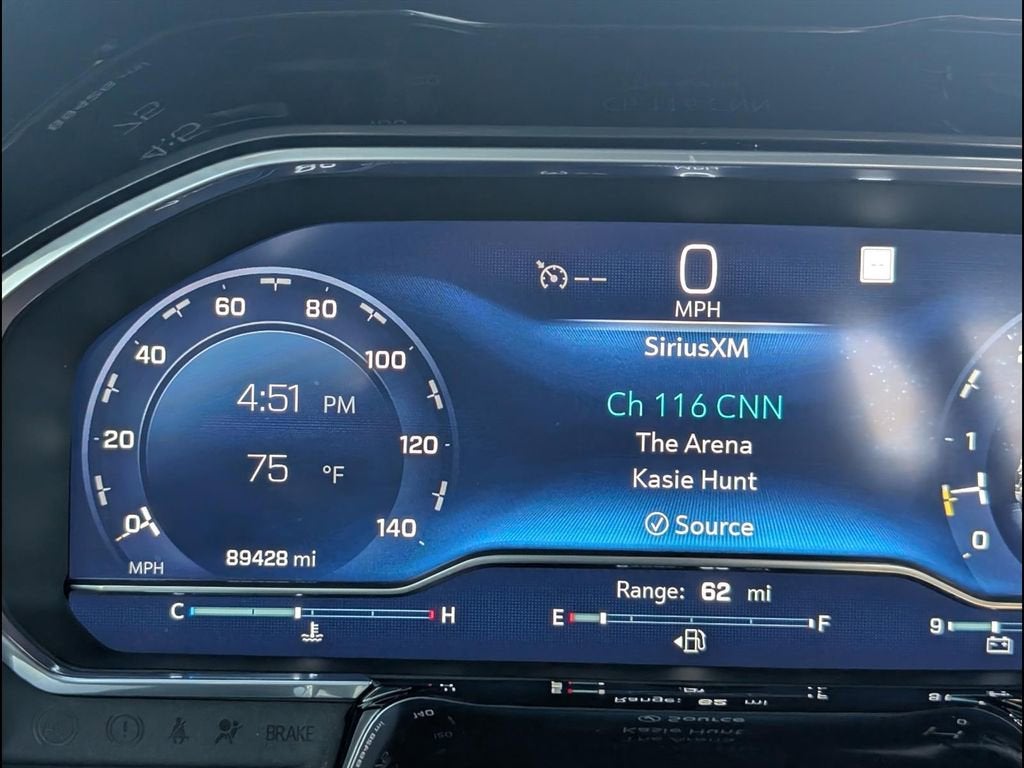 0
MPH
--
--
SiriusXM
Ch 116 CNN
The Arena
Kasie Hunt
Source
0
20
40
60
80
100
120
140
MPH
4:51 PM
75 °F
89428 mi
1
0
C
H
Range: 62 mi
E
F
9
BRAKE